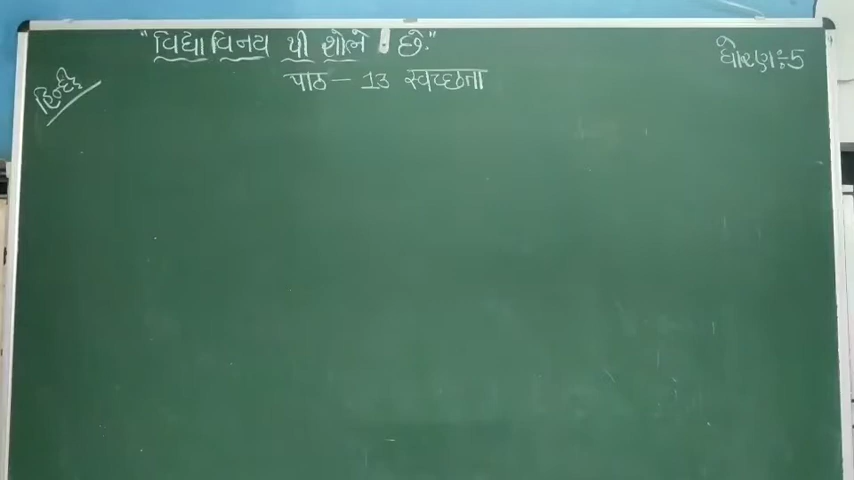 "વિદ્યા વિનય થી શોભે છે."
ધોરણ:-5
हिन्दी
पाठ - 13 स्वच्छता